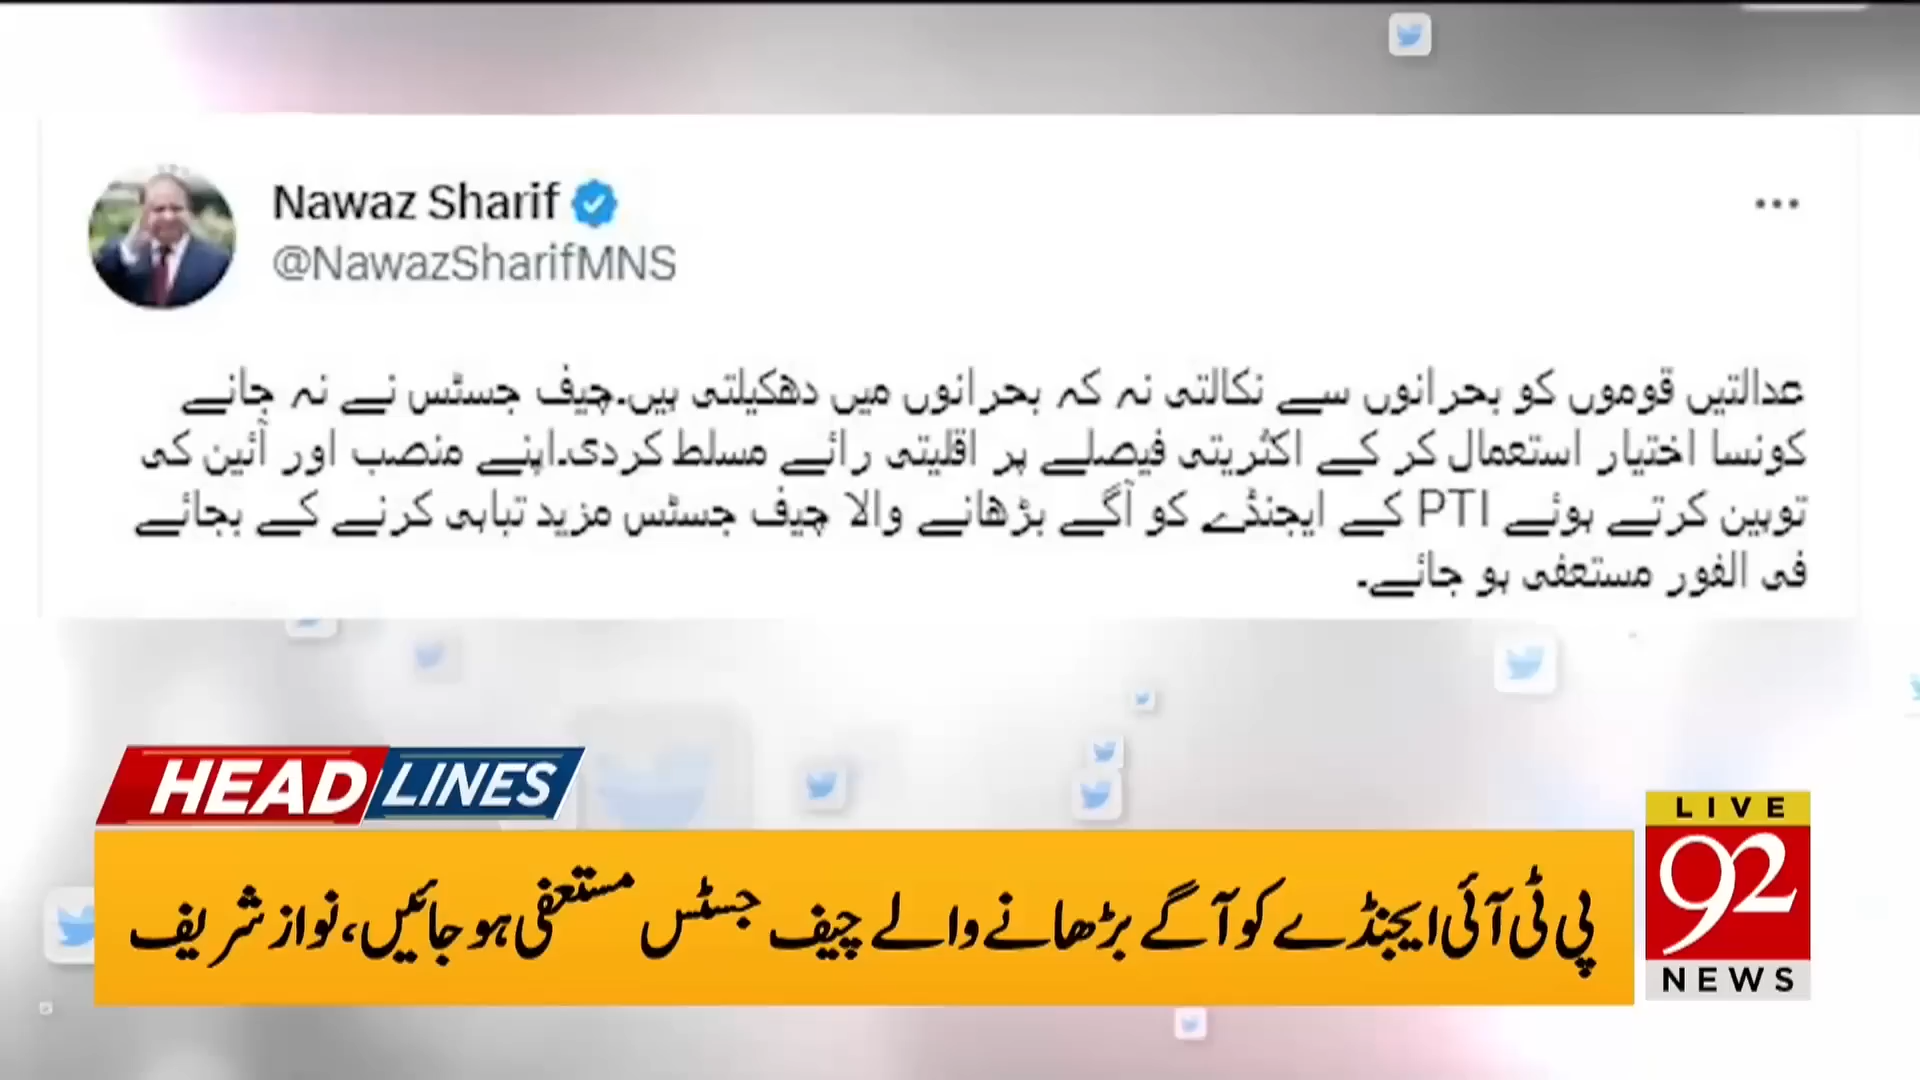 Nawaz Sharif
@NawazSharifMNS
عدالتیں قوموں کو بحرانوں سے نکالتی نہ کہ بحرانوں میں دھکیلتی ہیں۔چیف جسٹس نے نہ جانے
کونسا اختیار استعمال کر کے اکثریتی فیصلے پر اقلیتی رائے مسلط کردی۔اپنے منصب اور آئین کی
توہین کرتے ہوئے PTI کے ایجنڈے کو آگے بڑھانے والا چیف جسٹس مزید تباہی کرنے کے بجائے
فی الفور مستعفی ہو جائے۔
HEADLINES
پی ٹی آئی ایجنڈے کو آگے بڑھانے والے چیف جسٹس مستعفی ہو جائیں، نواز شریف
LIVE
92
NEWS